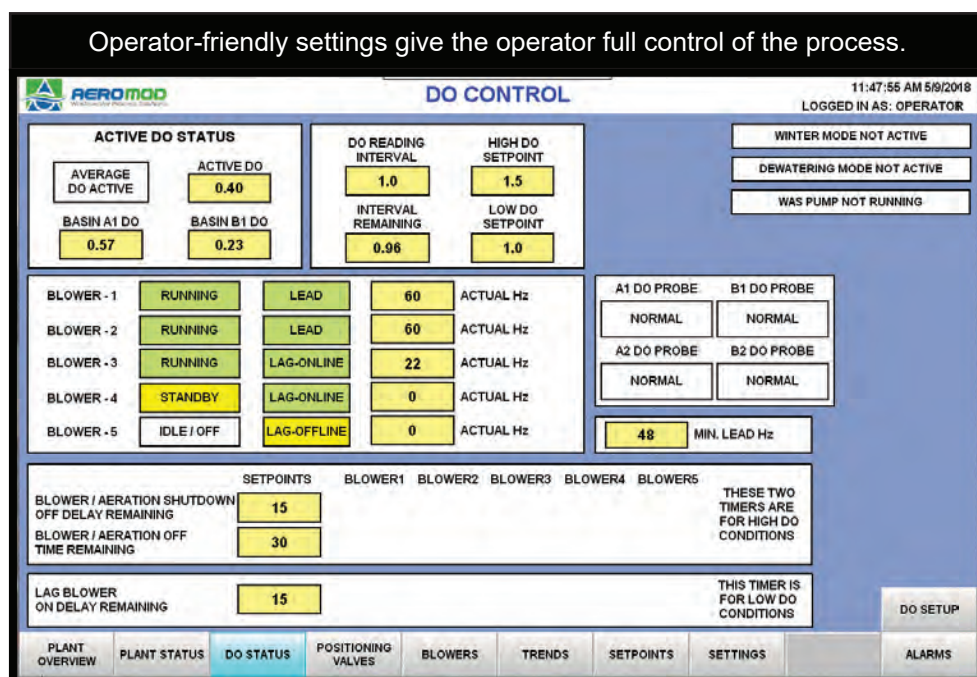 Operator-friendly settings give the operator full control of the process.
AEROMOD
DO CONTROL
11:47:55 AM 5/9/2018
LOGGED IN AS: OPERATOR
ACTIVE DO STATUS
AVERAGE
DO ACTIVE
ACTIVE DO
0.40
BASIN A1 DO
0.57
BASIN B1 DO
0.23
DO READING
INTERVAL
1.0
HIGH DO
SETPOINT
1.5
INTERVAL
REMAINING
0.96
LOW DO
SETPOINT
1.0
WINTER MODE NOT ACTIVE
DEWATERING MODE NOT ACTIVE
WAS PUMP NOT RUNNING
BLOWER - 1 RUNNING LEAD 60 ACTUAL Hz
BLOWER - 2 RUNNING LEAD 60 ACTUAL Hz
BLOWER - 3 RUNNING LAG-ONLINE 22 ACTUAL Hz
BLOWER - 4 STANDBY LAG-ONLINE 0 ACTUAL Hz
BLOWER - 5 IDLE / OFF LAG-OFFLINE 0 ACTUAL Hz
A1 DO PROBE B1 DO PROBE
NORMAL NORMAL
A2 DO PROBE B2 DO PROBE
NORMAL NORMAL
48 MIN. LEAD Hz
SETPOINTS BLOWER1 BLOWER2 BLOWER3 BLOWER4 BLOWER5
BLOWER / AERATION SHUTDOWN
OFF DELAY REMAINING
15
BLOWER / AERATION OFF
TIME REMAINING
30
THESE TWO
TIMERS ARE
FOR HIGH DO
CONDITIONS
LAG BLOWER
ON DELAY REMAINING
15
THIS TIMER IS
FOR LOW DO
CONDITIONS
DO SETUP
PLANT
OVERVIEW
PLANT STATUS
DO STATUS
POSITIONING
VALVES
BLOWERS
TRENDS
SETPOINTS
SETTINGS
ALARMS